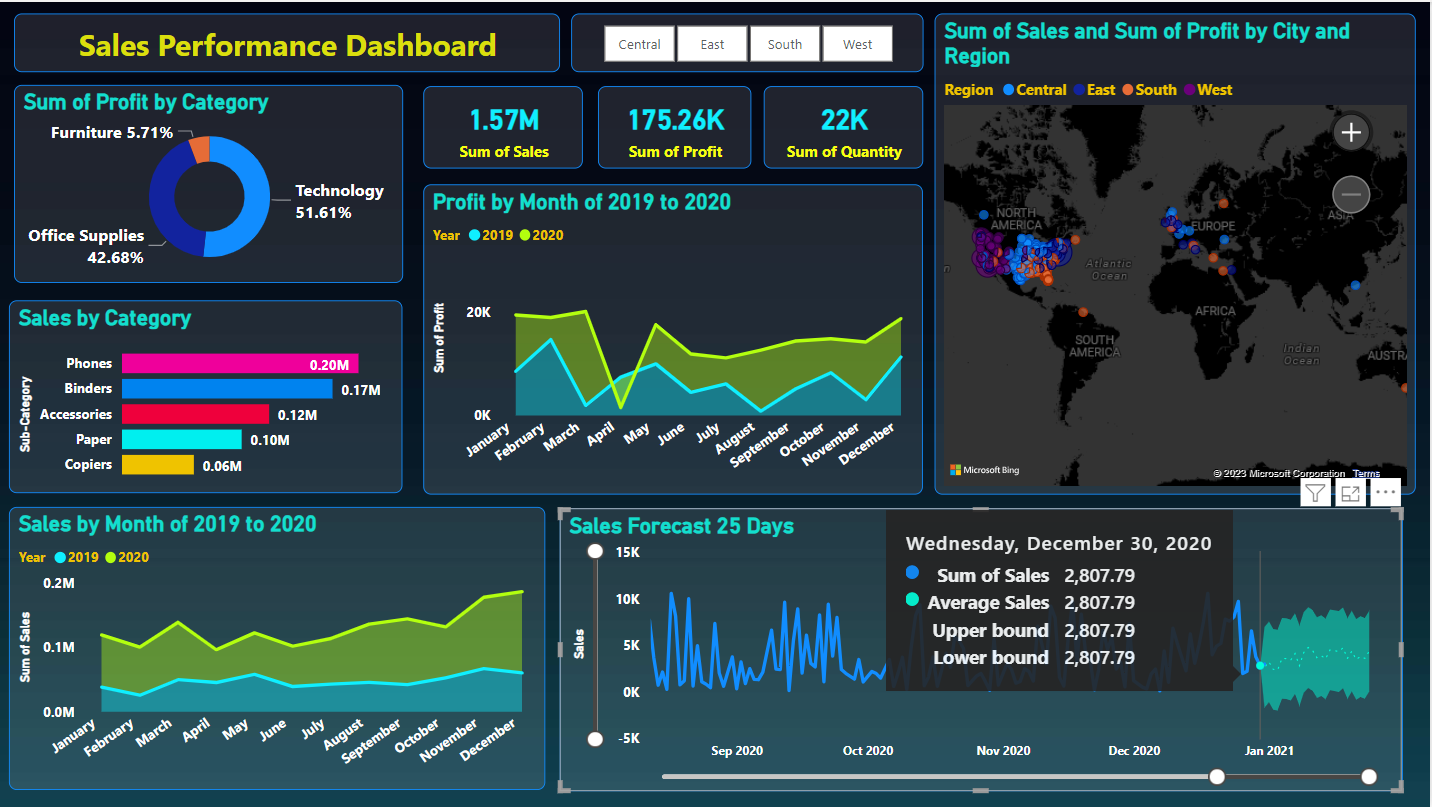 Sales Performance Dashboard
Central East South West
Sum of Sales and Sum of Profit by City and
Region
Region Central East South West
Sum of Profit by Category
Furniture 5.71%
Technology
51.61%
Office Supplies
42.68%
1.57M
Sum of Sales
175.26K
Sum of Profit
22K
Sum of Quantity
Profit by Month of 2019 to 2020
Year 2019 2020
Sum of Profit
20K
0K
January
February
March
April
May
June
July
August
September
October
November
December
NORTH
AMERICA
EUROPE
ASIA
Atlantic
Ocean
AFRICA
SOUTH
AMERICA
Indian
Ocean
AUSTRA
Microsoft Bing
© 2023 Microsoft Corporation Terms
Sales by Category
Sub-Category
Phones 0.20M
Binders 0.17M
Accessories 0.12M
Paper 0.10M
Copiers 0.06M
Sales by Month of 2019 to 2020
Year 2019 2020
Sum of Sales
0.2M
0.1M
0.0M
January
February
March
April
May
June
July
August
September
October
November
December
Sales Forecast 25 Days
Sales
15K
10K
5K
0K
-5K
Sep 2020
Oct 2020
Nov 2020
Dec 2020
Jan 2021
Wednesday, December 30, 2020
Sum of Sales 2,807.79
Average Sales 2,807.79
Upper bound 2,807.79
Lower bound 2,807.79